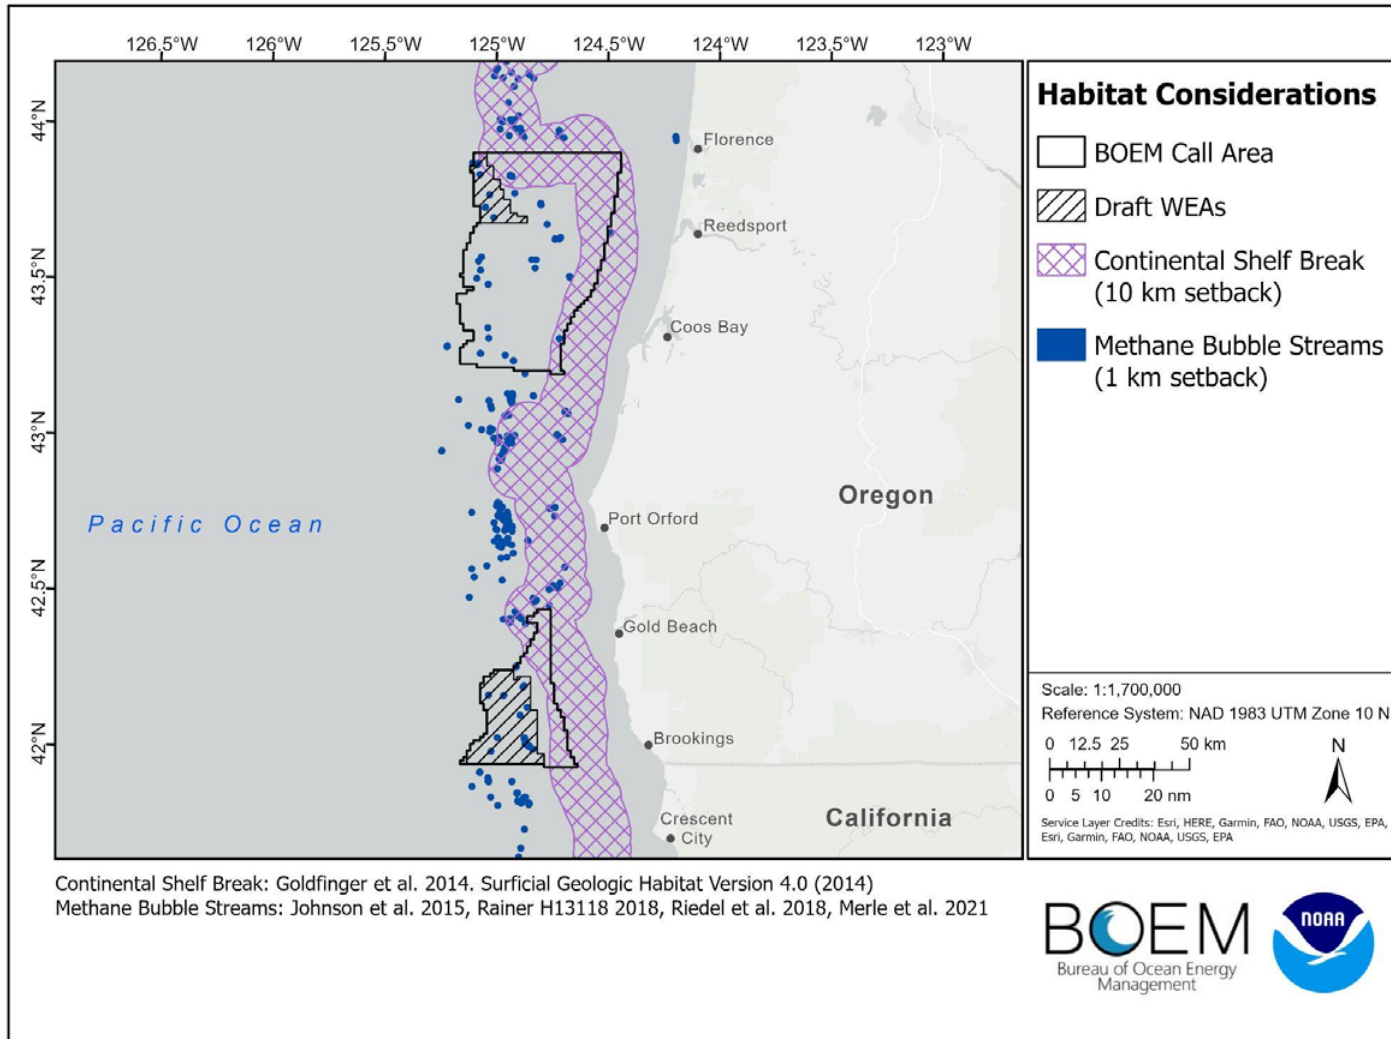 126.5°W 126°W 125.5°W 125°W 124.5°W 124°W 123.5°W 123°W
44°N
43.5°N
43°N
42.5°N
42°N
Florence
Reedsport
Coos Bay
Oregon
Pacific Ocean
Port Orford
Gold Beach
Brookings
Crescent
City
California
Habitat Considerations
BOEM Call Area
Draft WEAs
Continental Shelf Break
(10 km setback)
Methane Bubble Streams
(1 km setback)
Scale: 1:1,700,000
Reference System: NAD 1983 UTM Zone 10 N
0 12.5 25 50 km
N
0 5 10 20 nm
Service Layer Credits: Esri, HERE, Garmin, FAO, NOAA, USGS, EPA,
Esri, Garmin, FAO, NOAA, USGS, EPA
Continental Shelf Break: Goldfinger et al. 2014. Surficial Geologic Habitat Version 4.0 (2014)
Methane Bubble Streams: Johnson et al. 2015, Rainer H13118 2018, Riedel et al. 2018, Merle et al. 2021
BOEM
Bureau of Ocean Energy
Management
NOAA